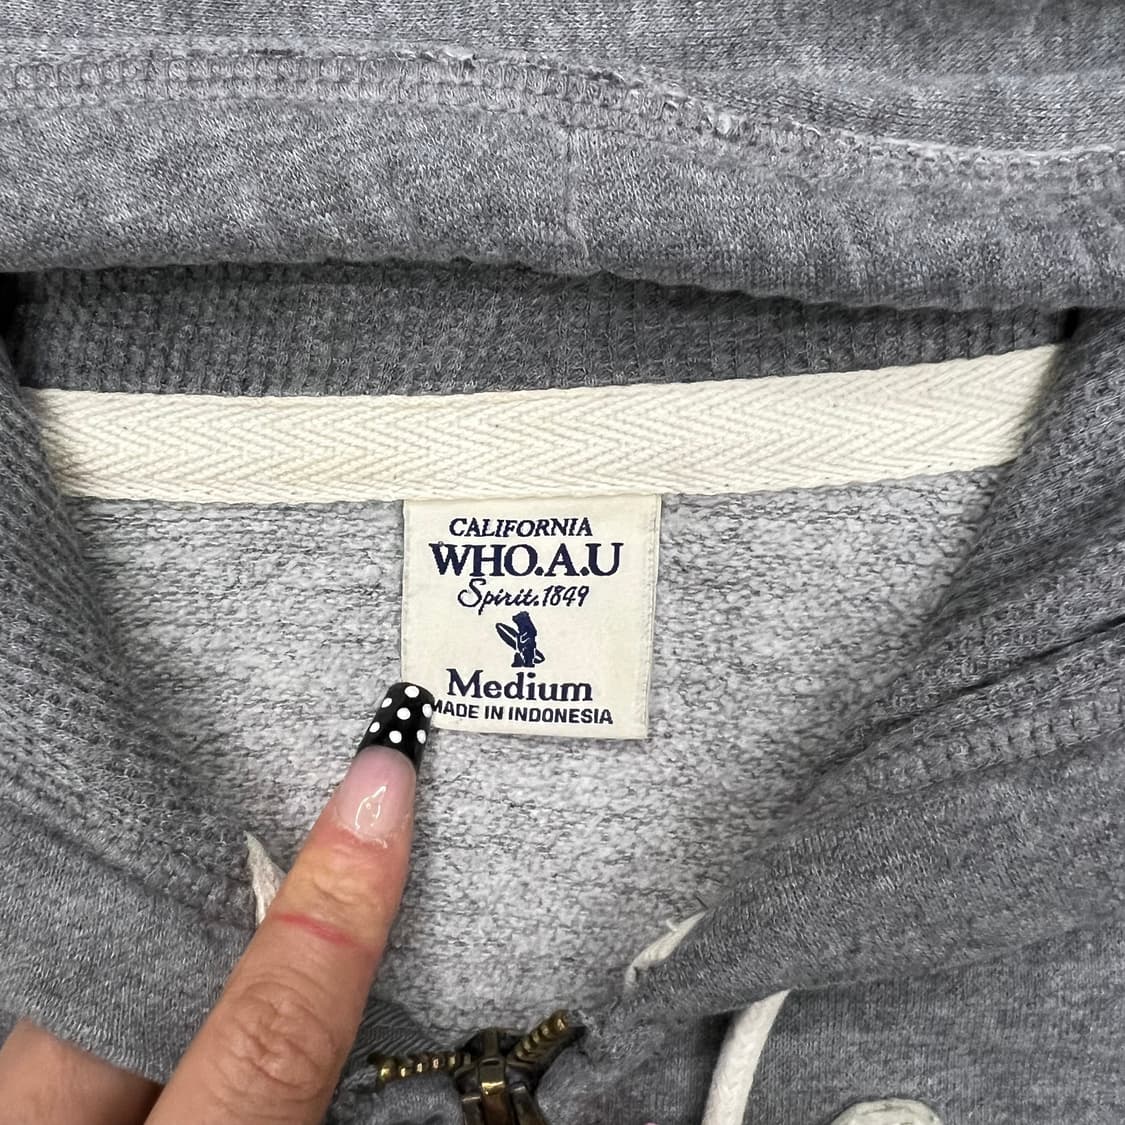 CALIFORNIA
WHO.A.U
Spirit.1849
Medium
MADE IN INDONESIA